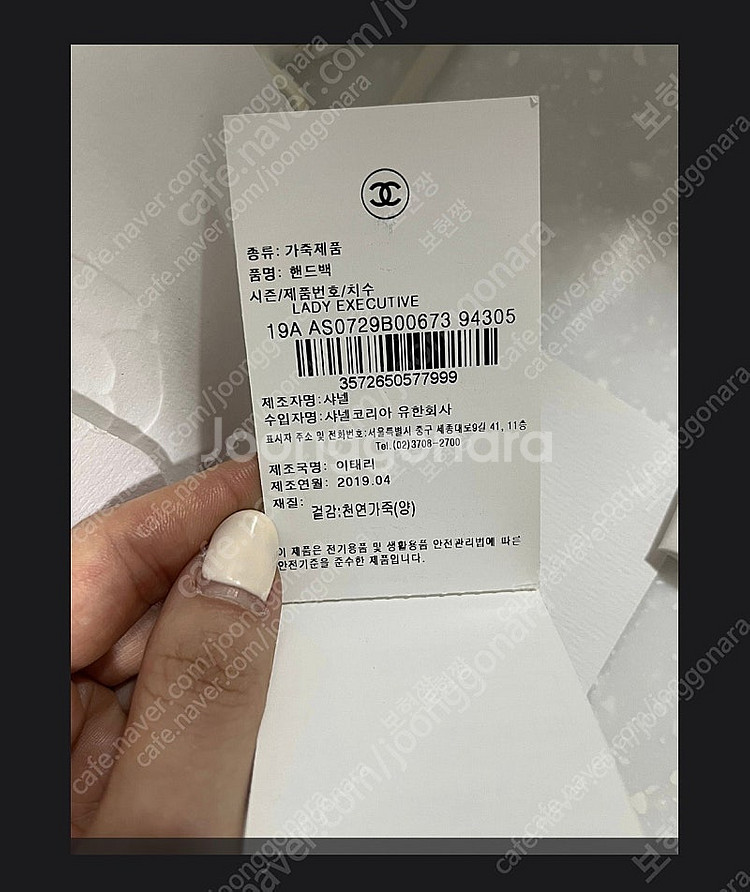 종류: 가죽제품
품명: 핸드백
시즌/제품번호/치수
LADY EXECUTIVE
19A AS0729B00673 94305
3572650577999
제조자명:샤넬
수입자명:샤넬코리아 유한회사
표시자 주소 및 전화번호:서울특별시 중구 세종대로9길 41, 11층
Tel.(02)3708-2700
Joonggonara
제조국명: 이태리
제조연월: 2019.04
재질:
겉감:천연가죽(양)
이 제품은 전기용품 및 생활용품 안전관리법에 따른
안전기준을 준수한 제품입니다.
cafe.naver.com/joonggonara
보현짱